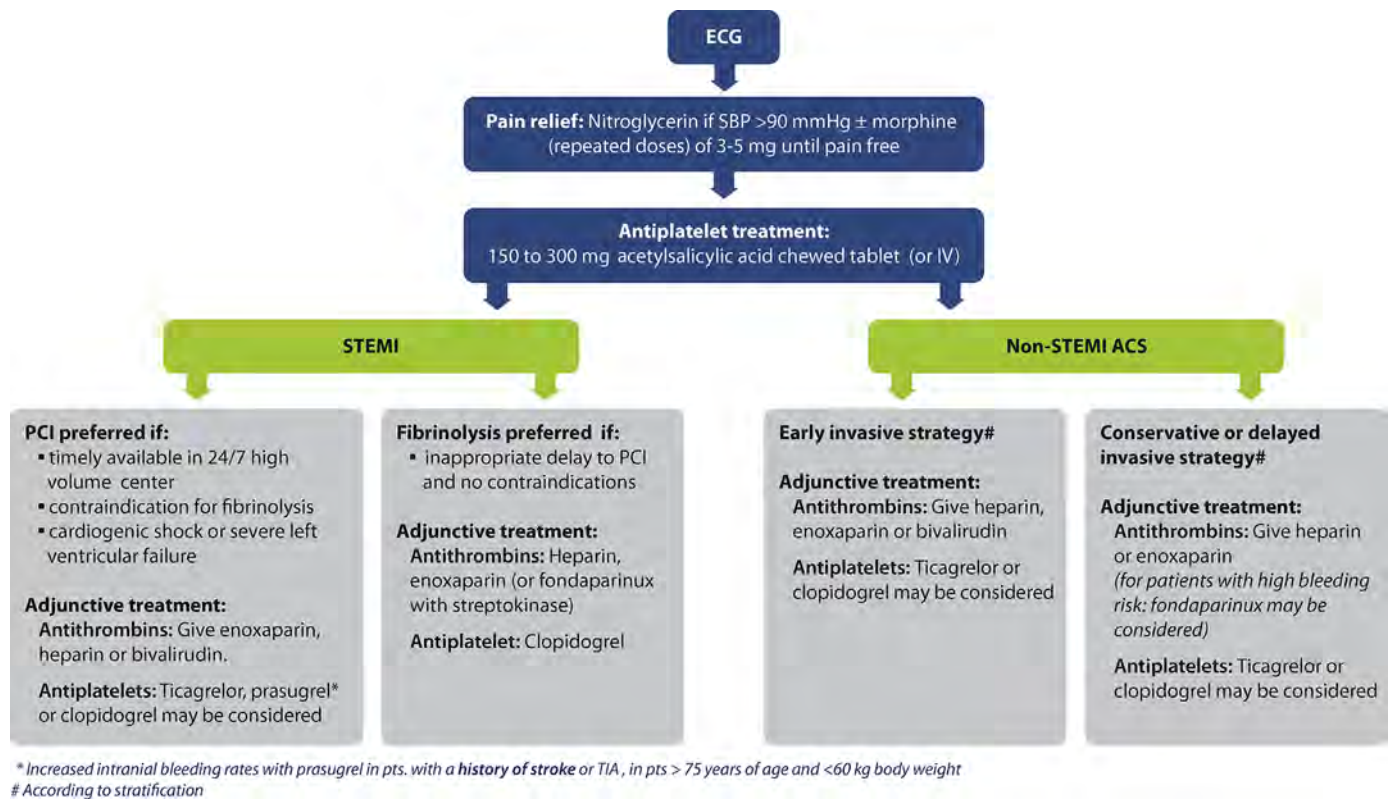 ECG
Pain relief: Nitroglycerin if SBP >90 mmHg ± morphine
(repeated doses) of 3-5 mg until pain free
Antiplatelet treatment:
150 to 300 mg acetylsalicylic acid chewed tablet (or IV)
STEMI
PCI preferred if:
▪ timely available in 24/7 high
volume center
▪ contraindication for fibrinolysis
▪ cardiogenic shock or severe left
ventricular failure
Adjunctive treatment:
Antithrombins: Give enoxaparin,
heparin or bivalirudin.
Antiplatelets: Ticagrelor, prasugrel*
or clopidogrel may be considered
Fibrinolysis preferred if:
▪ inappropriate delay to PCI
and no contraindications
Adjunctive treatment:
Antithrombins: Heparin,
enoxaparin (or fondaparinux
with streptokinase)
Antiplatelet: Clopidogrel
Non-STEMI ACS
Early invasive strategy#
Adjunctive treatment:
Antithrombins: Give heparin,
enoxaparin or bivalirudin
Antiplatelets: Ticagrelor or
clopidogrel may be considered
Conservative or delayed
invasive strategy#
Adjunctive treatment:
Antithrombins: Give heparin
or enoxaparin
(for patients with high bleeding
risk: fondaparinux may be
considered)
Antiplatelets: Ticagrelor or
clopidogrel may be considered
* Increased intranial bleeding rates with prasugrel in pts. with a history of stroke or TIA , in pts > 75 years of age and <60 kg body weight
# According to stratification